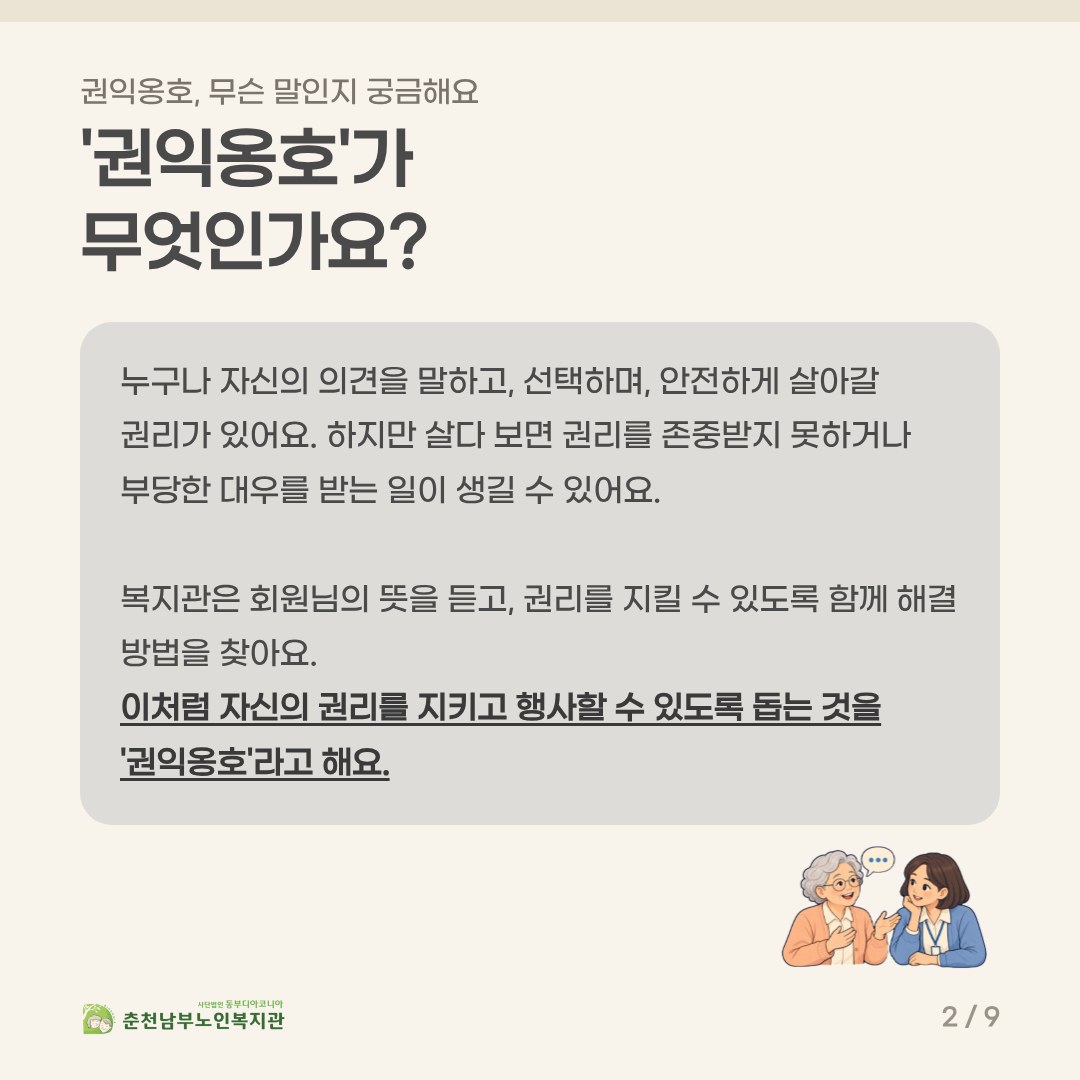 권익옹호, 무슨 말인지 궁금해요
'권익옹호'가
무엇인가요?
누구나 자신의 의견을 말하고, 선택하며, 안전하게 살아갈
권리가 있어요. 하지만 살다 보면 권리를 존중받지 못하거나
부당한 대우를 받는 일이 생길 수 있어요.
복지관은 회원님의 뜻을 듣고, 권리를 지킬 수 있도록 함께 해결
방법을 찾아요.
이처럼 자신의 권리를 지키고 행사할 수 있도록 돕는 것을
'권익옹호'라고 해요.
사단법인 동부디아코니아
춘천남부노인복지관
2 / 9